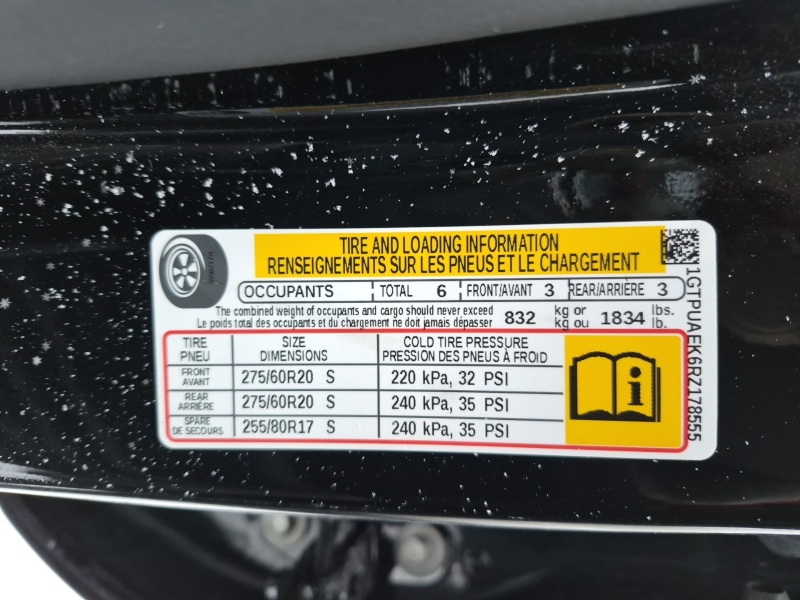 TIRE AND LOADING INFORMATION
RENSEIGNEMENTS SUR LES PNEUS ET LE CHARGEMENT
OCCUPANTS TOTAL 6 FRONT/AVANT 3 REAR/ARRIÈRE 3
The combined weight of occupants and cargo should never exceed 832 kg or 1834 lbs.
Le poids total des occupants et du chargement ne doit jamais dépasser kg ou lb.
TIRE SIZE COLD TIRE PRESSURE
PNEU DIMENSIONS PRESSION DES PNEUS À FROID
FRONT
AVANT 275/60R20 S 220 kPa, 32 PSI
REAR
ARRIÈRE 275/60R20 S 240 kPa, 35 PSI
SPARE
DE SECOURS 255/80R17 S 240 kPa, 35 PSI
1GTPUAEK6RZ178555